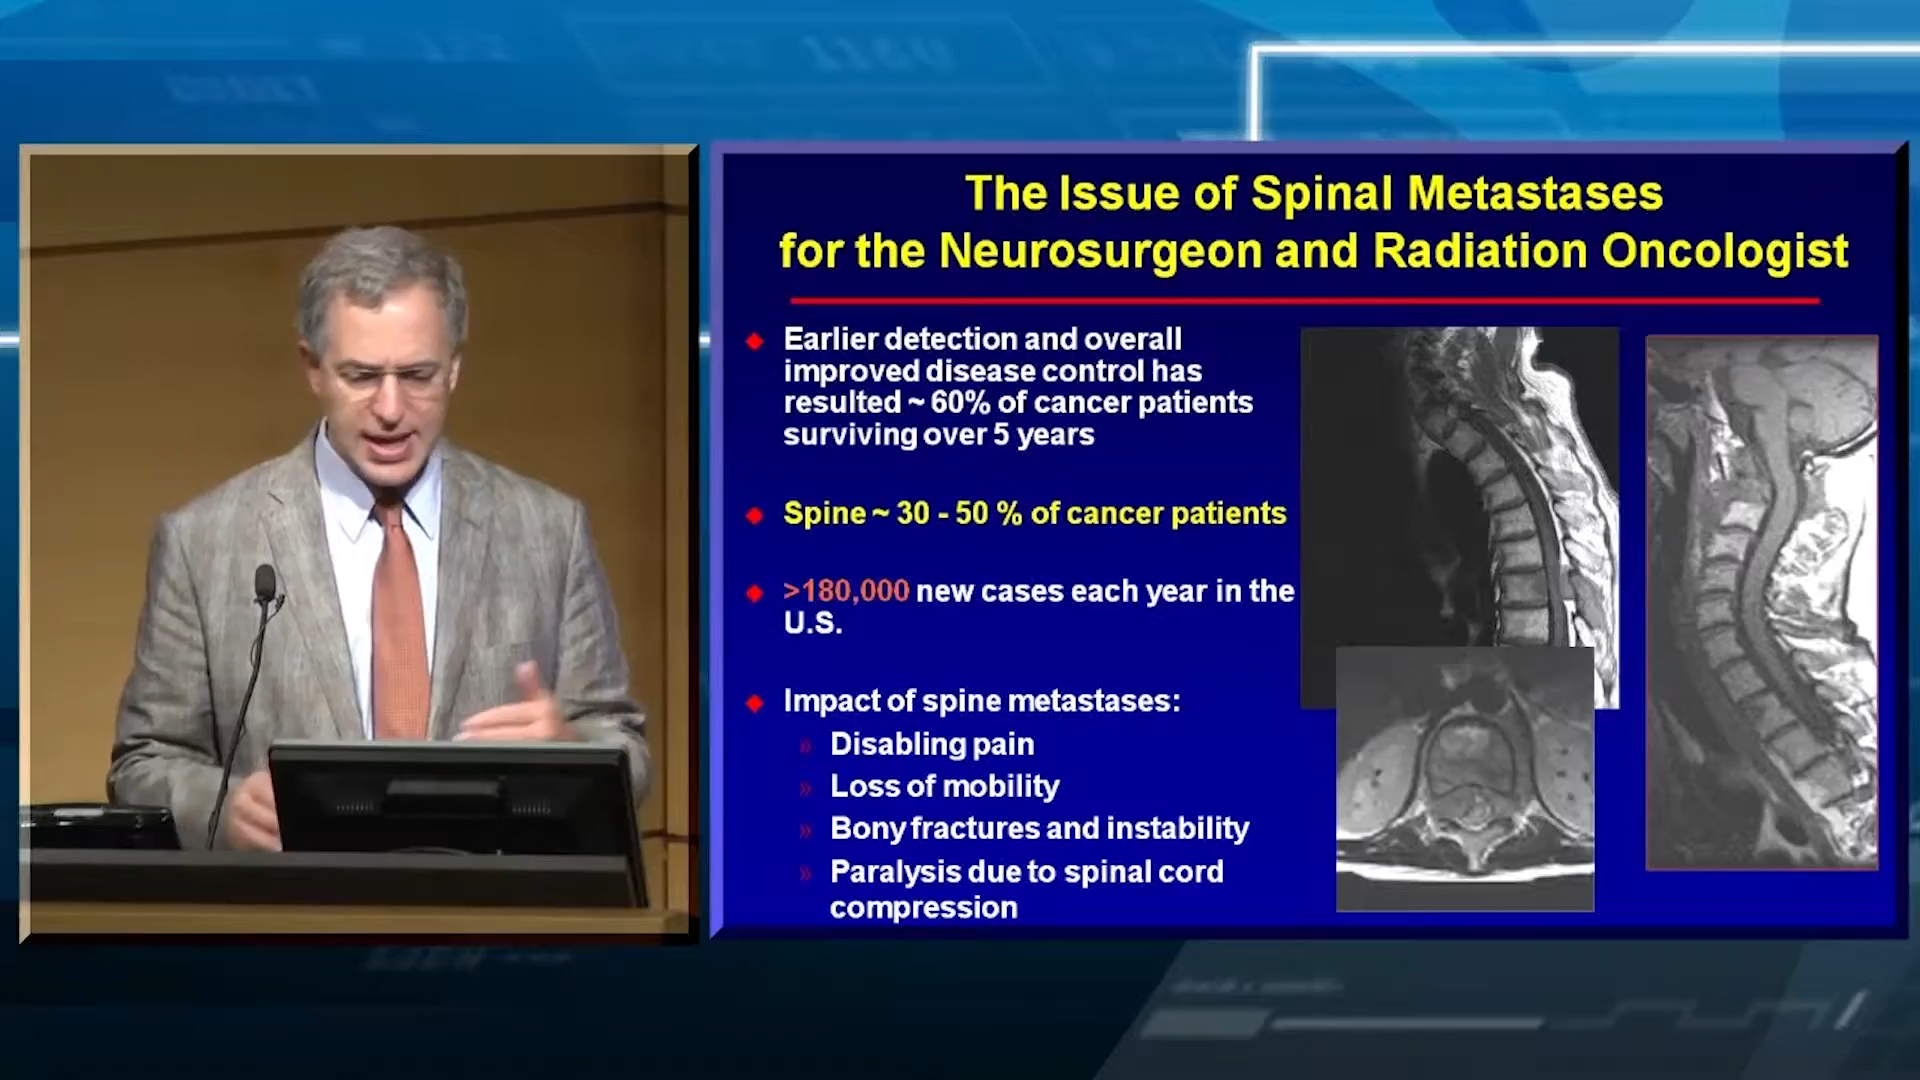 The Issue of Spinal Metastases
for the Neurosurgeon and Radiation Oncologist
Earlier detection and overall
improved disease control has
resulted ~ 60% of cancer patients
surviving over 5 years
Spine ~ 30 - 50 % of cancer patients
>180,000 new cases each year in the
U.S.
Impact of spine metastases:
» Disabling pain
» Loss of mobility
» Bony fractures and instability
» Paralysis due to spinal cord
compression